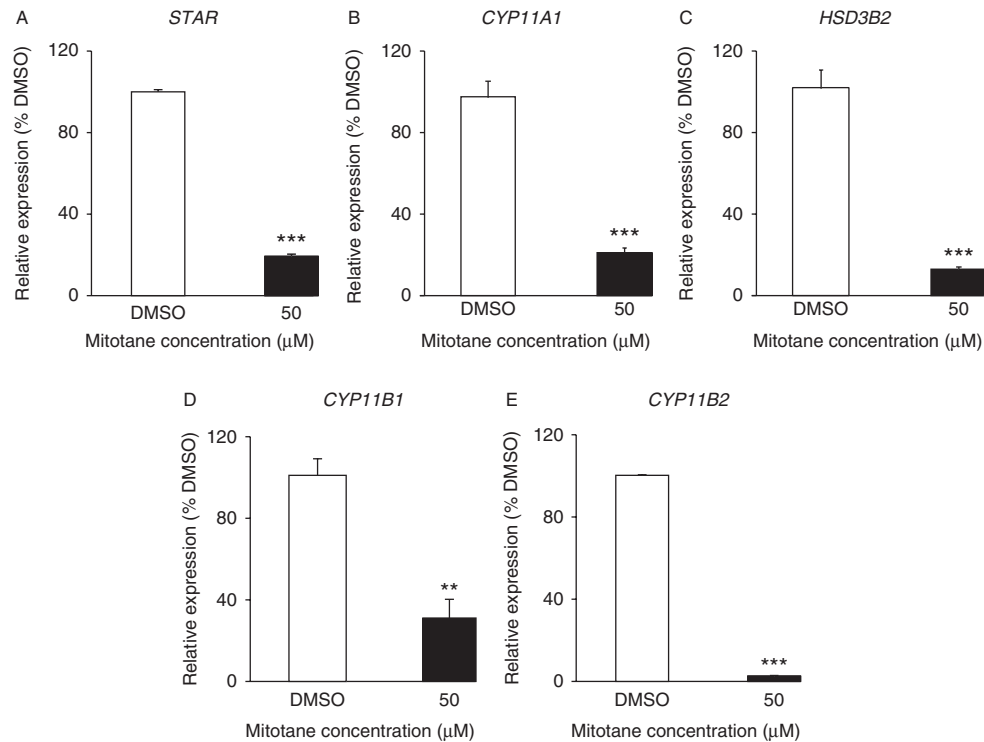 A
STAR
Relative expression (% DMSO)
120
80
40
0
***
DMSO
50
Mitotane concentration (μM)
B
CYP11A1
Relative expression (% DMSO)
120
80
40
0
***
DMSO
50
Mitotane concentration (μM)
C
HSD3B2
Relative expression (% DMSO)
120
80
40
0
***
DMSO
50
Mitotane concentration (μM)
D
CYP11B1
Relative expression (% DMSO)
120
80
40
0
**
DMSO
50
Mitotane concentration (μM)
E
CYP11B2
Relative expression (% DMSO)
120
80
40
0
***
DMSO
50
Mitotane concentration (μM)